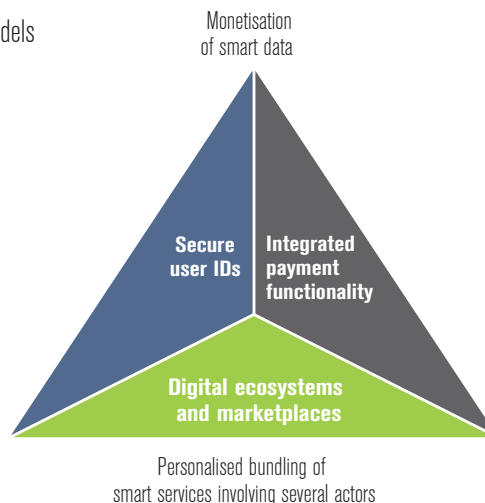 Monetisation
of smart data
Secure
user IDs
Integrated
payment
functionality
Digital ecosystems
and marketplaces
Personalised bundling of
smart services involving several actors